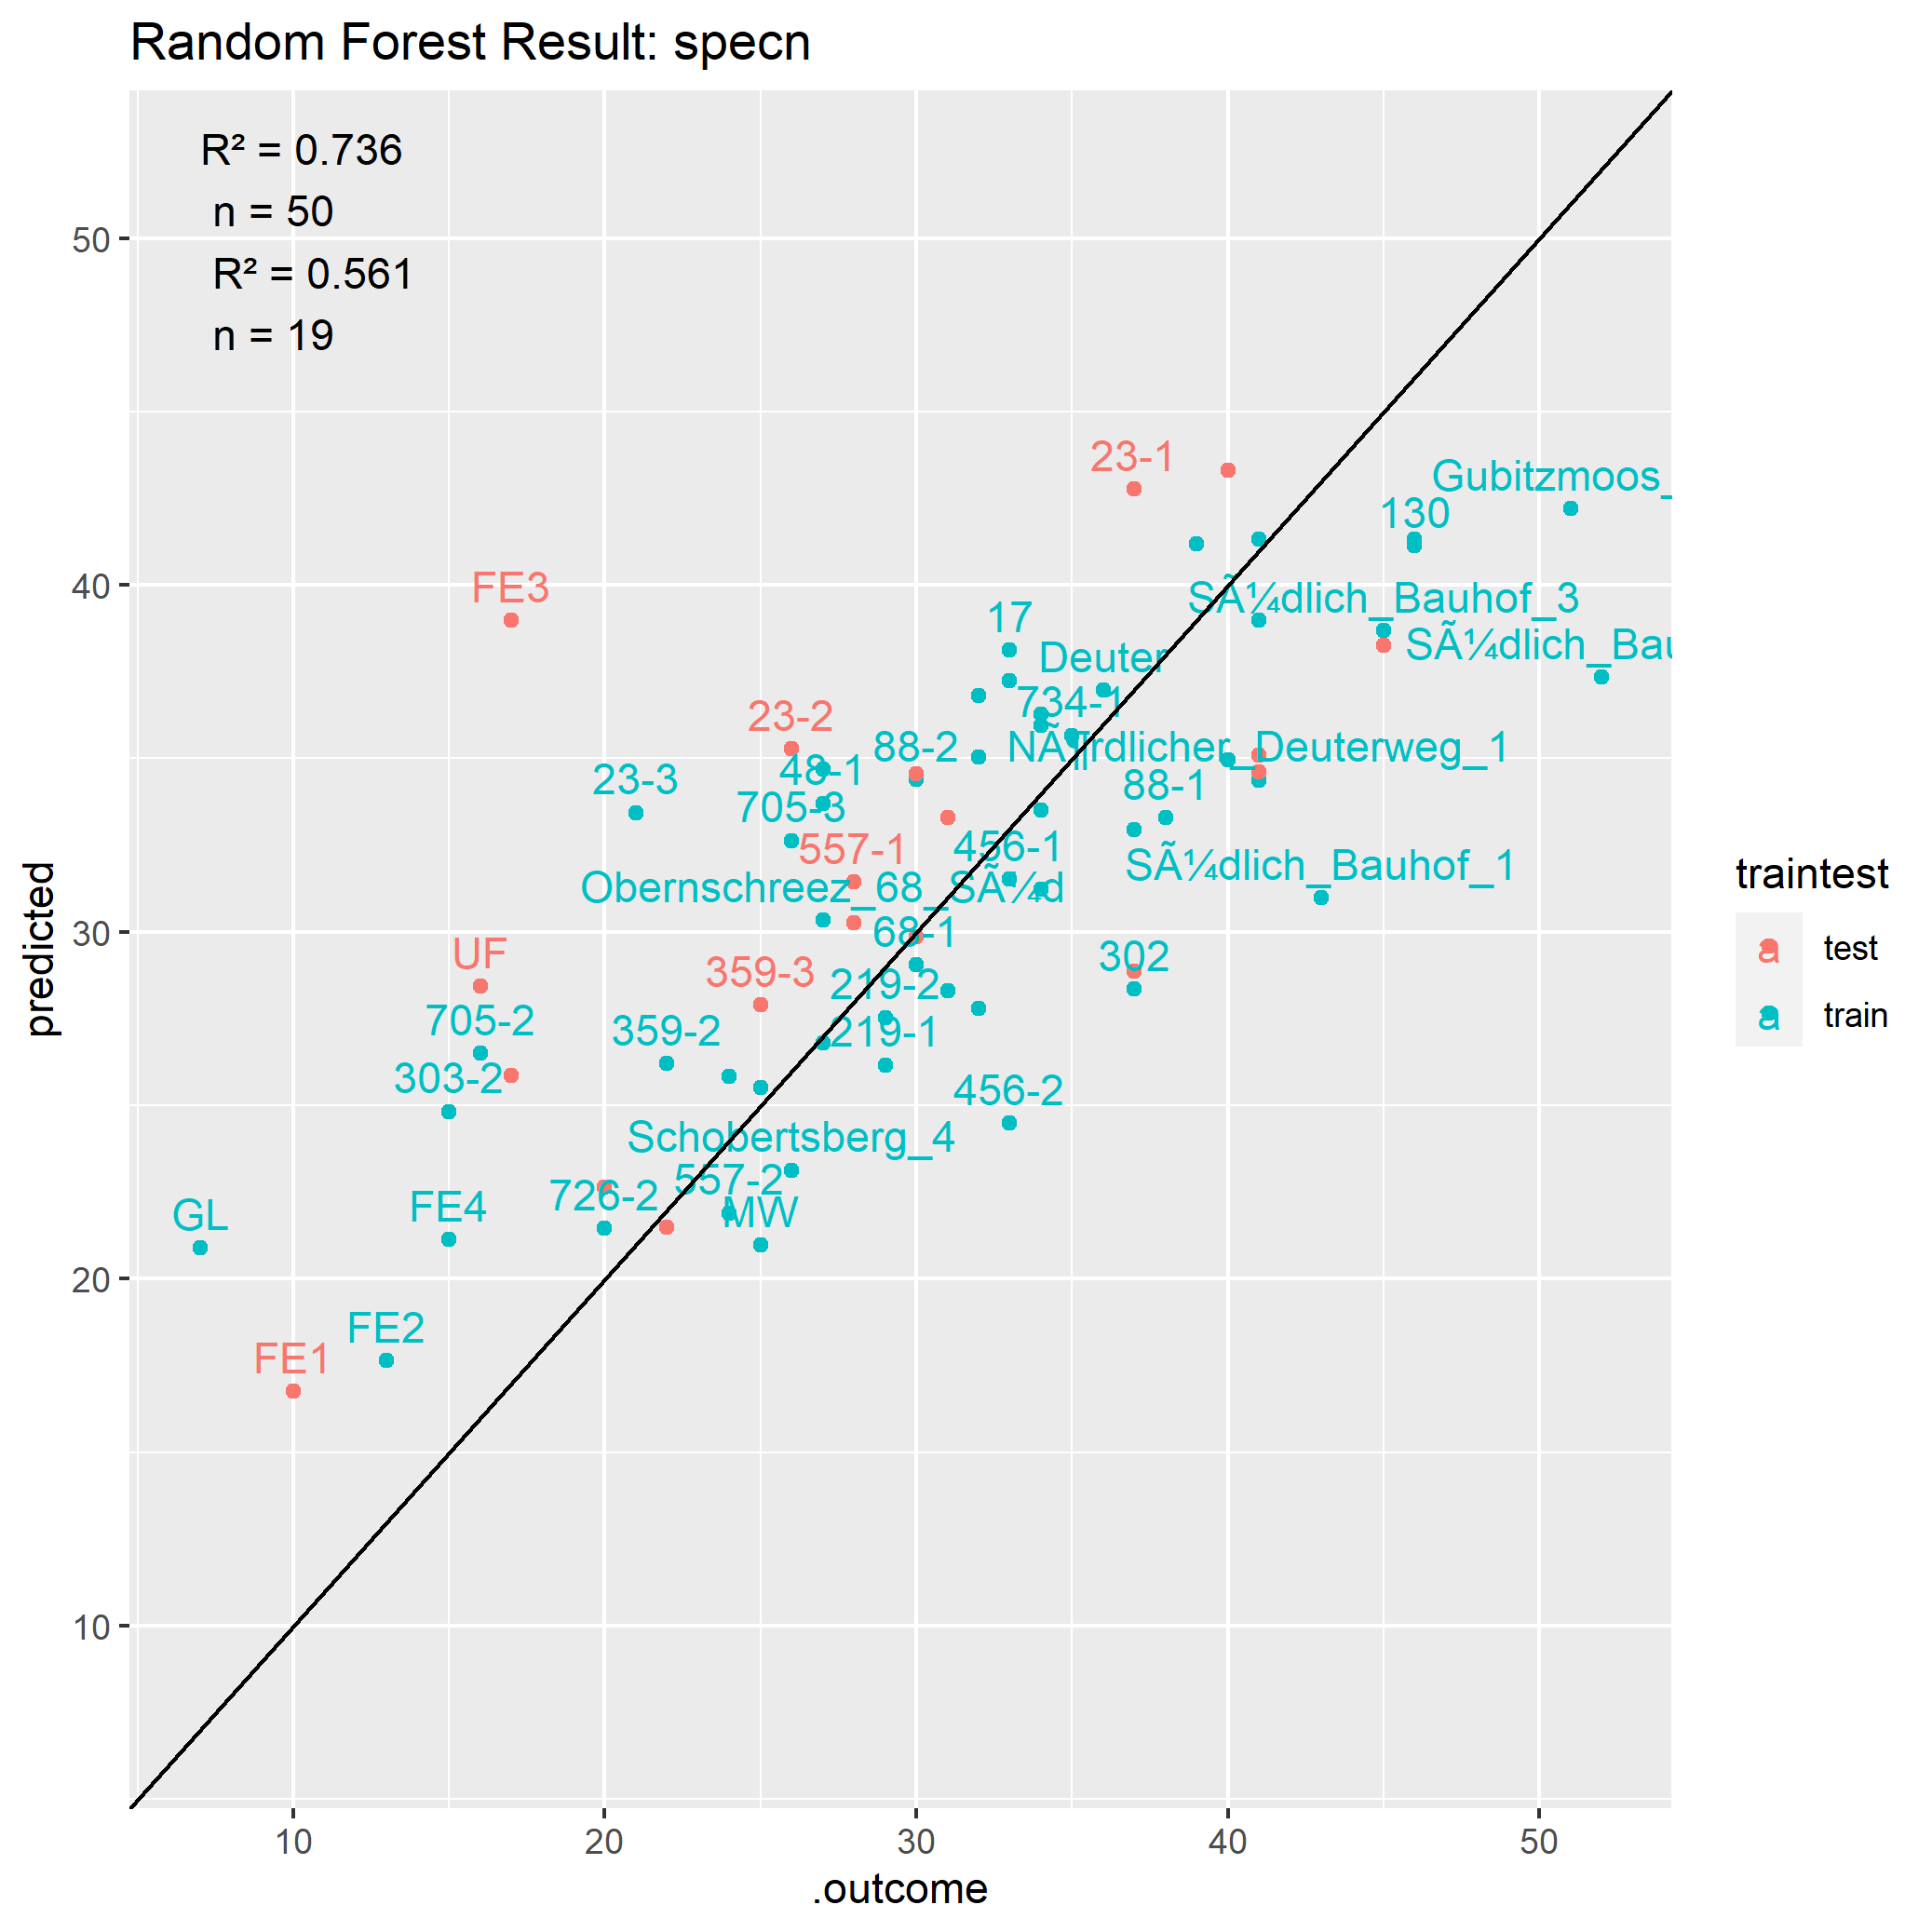 Random Forest Result: specn
R² = 0.736
n = 50
R² = 0.561
n = 19
predicted
50
40
30
20
10
23-1
Gubitzmoos_
130
FE3
SÃ¼dlich_Bauhof_3
17
SÃ¼dlich_Bau
Deuter
734-1
23-2
88-2
NÃ¶rdlicher_Deuterweg_1
48-1
23-3
88-1
705-3
557-1
456-1
SÃ¼dlich_Bauhof_1
Obernschreez_68_SÃ¼d
68-1
UF
302
359-3
219-2
705-2
359-2
219-1
303-2
456-2
Schobertsberg_4
557-2
726-2
FE4
MW
GL
FE2
FE1
10
20
30
40
50
.outcome
traintest
a test
a train